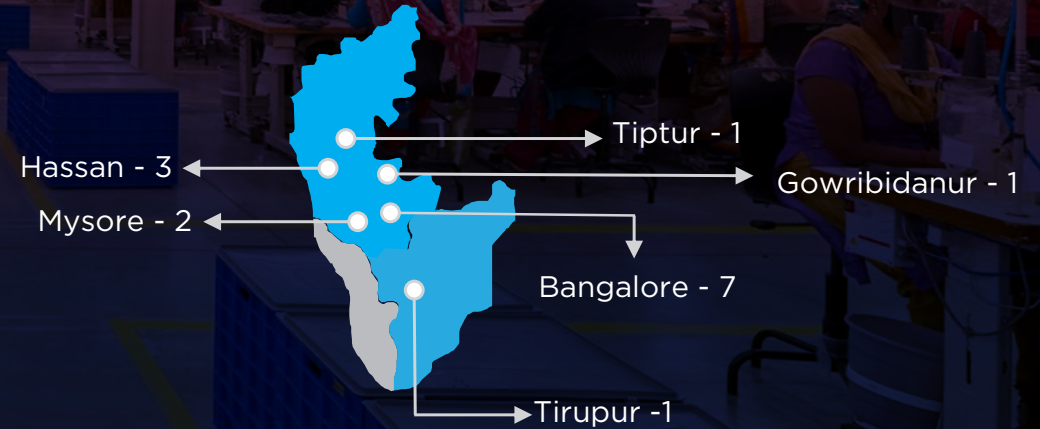 Tiptur - 1
Hassan - 3
Gowribidanur - 1
Mysore - 2
Bangalore - 7
Tirupur -1